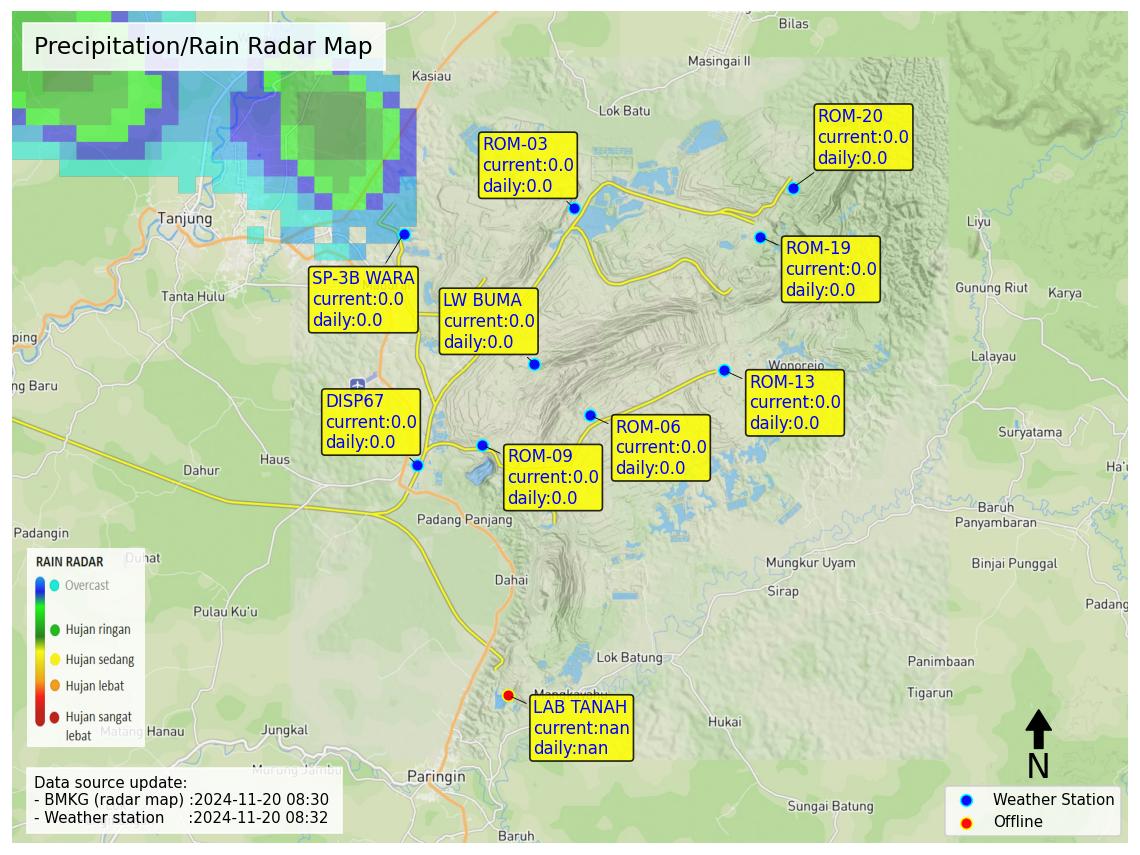 Precipitation/Rain Radar Map
Bilas
Masingai II
Kasiau
Lok Batu
ROM-20
current:0.0
daily:0.0
ROM-03
current:0.0
daily:0.0
Tanjung
Liyu
ROM-19
current:0.0
daily:0.0
SP-3B WARA
current:0.0
daily:0.0
Tanta Hulu
LW BUMA
current:0.0
daily:0.0
Gunung Riut
Karya
ping
Lalayau
Wonorejo
ng Baru
ROM-13
current:0.0
daily:0.0
DISP67
current:0.0
daily:0.0
ROM-06
current:0.0
daily:0.0
Suryatama
ROM-09
current:0.0
daily:0.0
Haus
Dahur
Ha'u
Baruh
Panyambaran
Padang Panjang
Padangin
Duhat
Mungkur Uyam
Binjai Punggal
RAIN RADAR
Overcast
Hujan ringan
Hujan sedang
Hujan lebat
Hujan sangat
lebat
Dahai
Sirap
Padang
Pulau Ku'u
Lok Batung
Panimbaan
Tigarun
Mangkayahu
LAB TANAH
current:nan
daily:nan
Hukai
Matang Hanau
Jungkal
Murung Jambu
Paringin
N
Data source update:
- BMKG (radar map) :2024-11-20 08:30
- Weather station :2024-11-20 08:32
Weather Station
Offline
Sungai Batung
Baruh